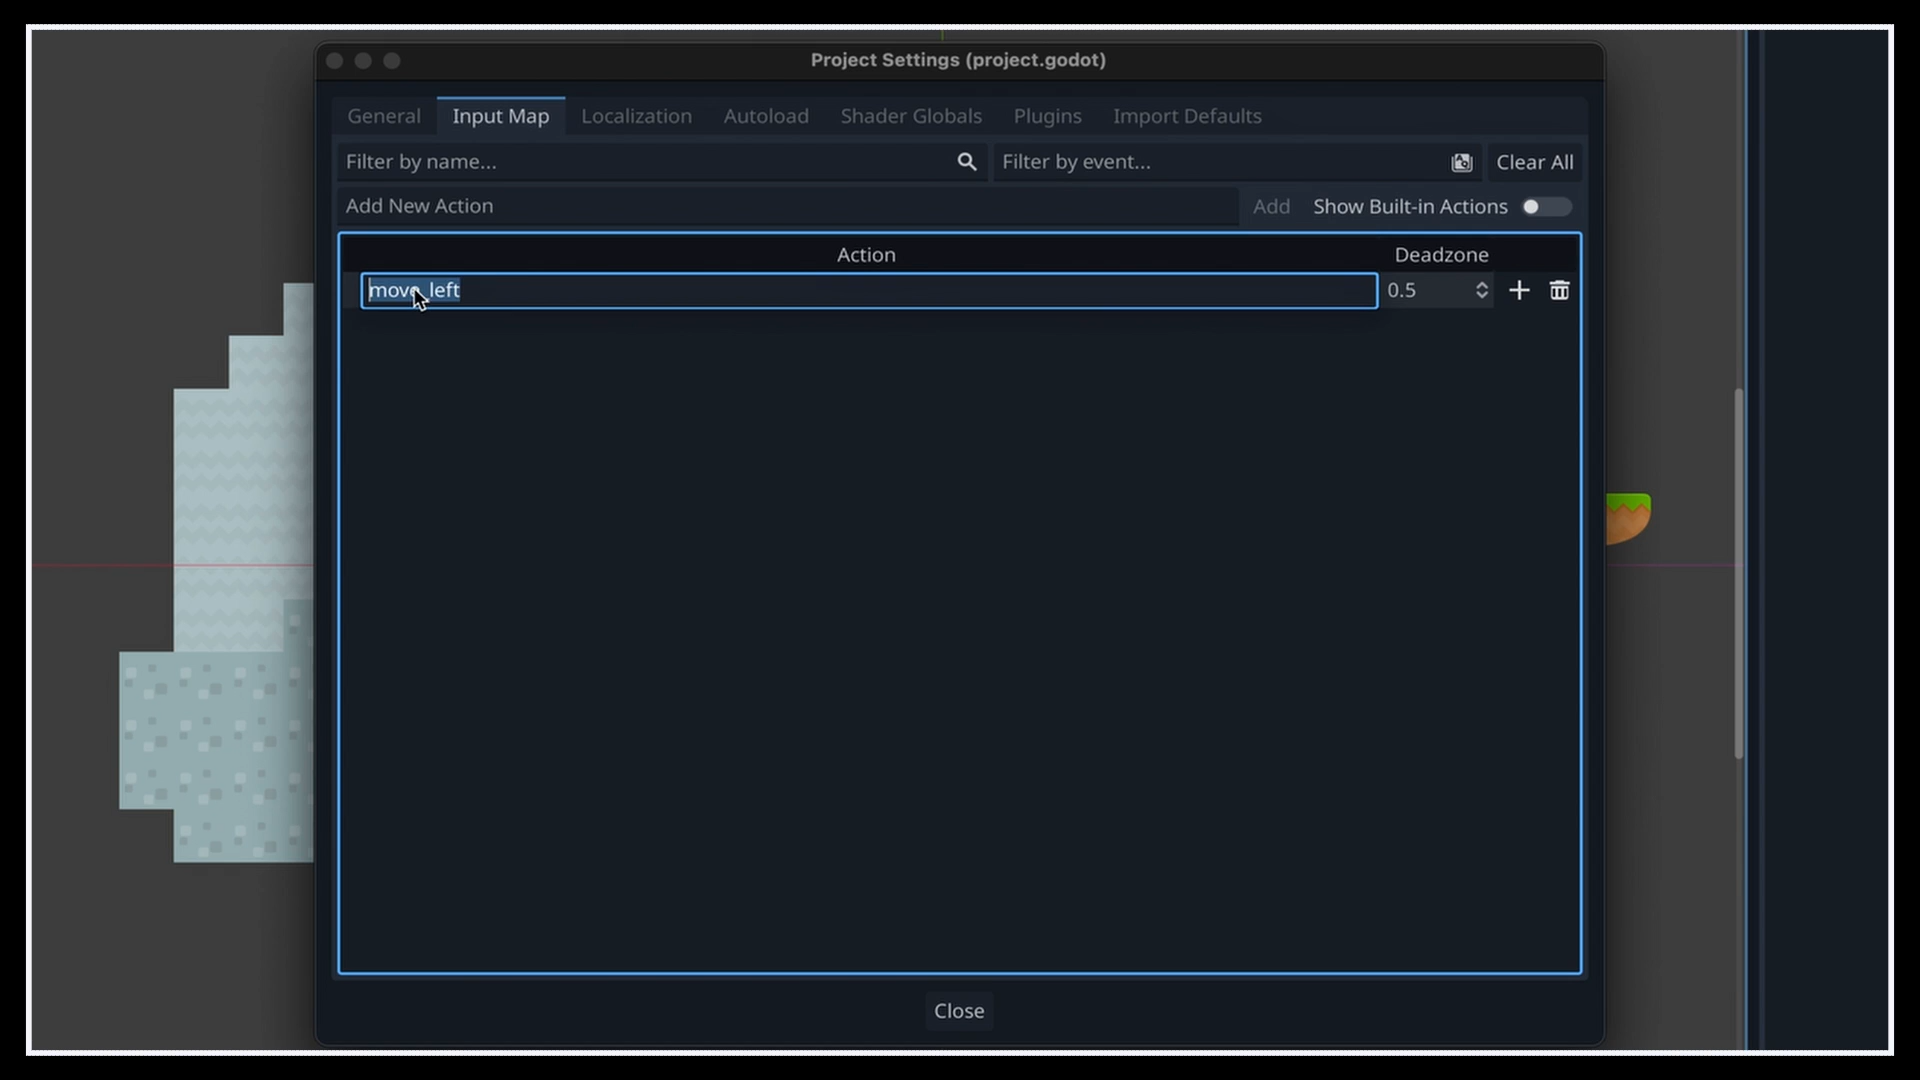 Project Settings (project.godot)
General Input Map Localization Autoload Shader Globals Plugins Import Defaults
Filter by name... Filter by event... Clear All
Add New Action Add Show Built-in Actions
Action Deadzone
move_left 0.5
Close